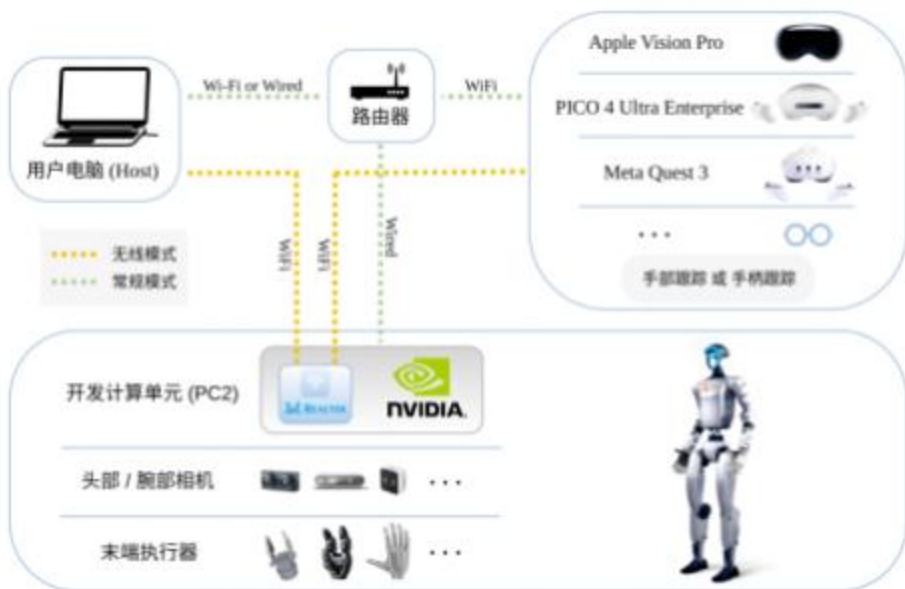 Apple Vision Pro
Wi-Fi or Wired
WiFi
PICO 4 Ultra Enterprise
路由器
用户电脑 (Host)
Meta Quest 3
WiFi
WiFi
Wired
. . .
无线模式
常规模式
手部跟踪 或 手柄跟踪
开发计算单元 (PC2)
REALTEK
NVIDIA.
头部 / 腕部相机
. . .
末端执行器
. . .